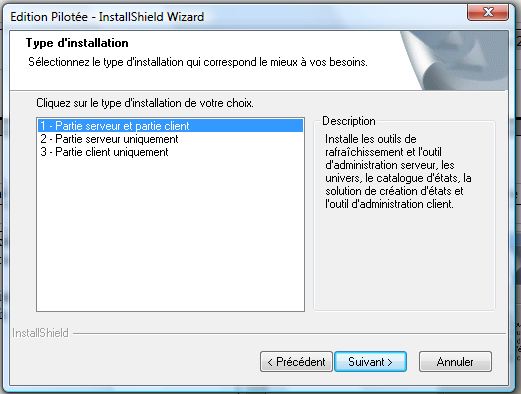 Edition Pilotée - InstallShield Wizard
Type d'installation
Sélectionnez le type d'installation qui correspond le mieux à vos besoins.
Cliquez sur le type d'installation de votre choix.
1 - Partie serveur et partie client
2 - Partie serveur uniquement
3 - Partie client uniquement
Description
Installe les outils de
rafraîchissement et l'outil
d'administration serveur, les
univers, le catalogue d'états, la
solution de création d'états et
l'outil d'administration client.
InstallShield
< Précédent
Suivant >
Annuler